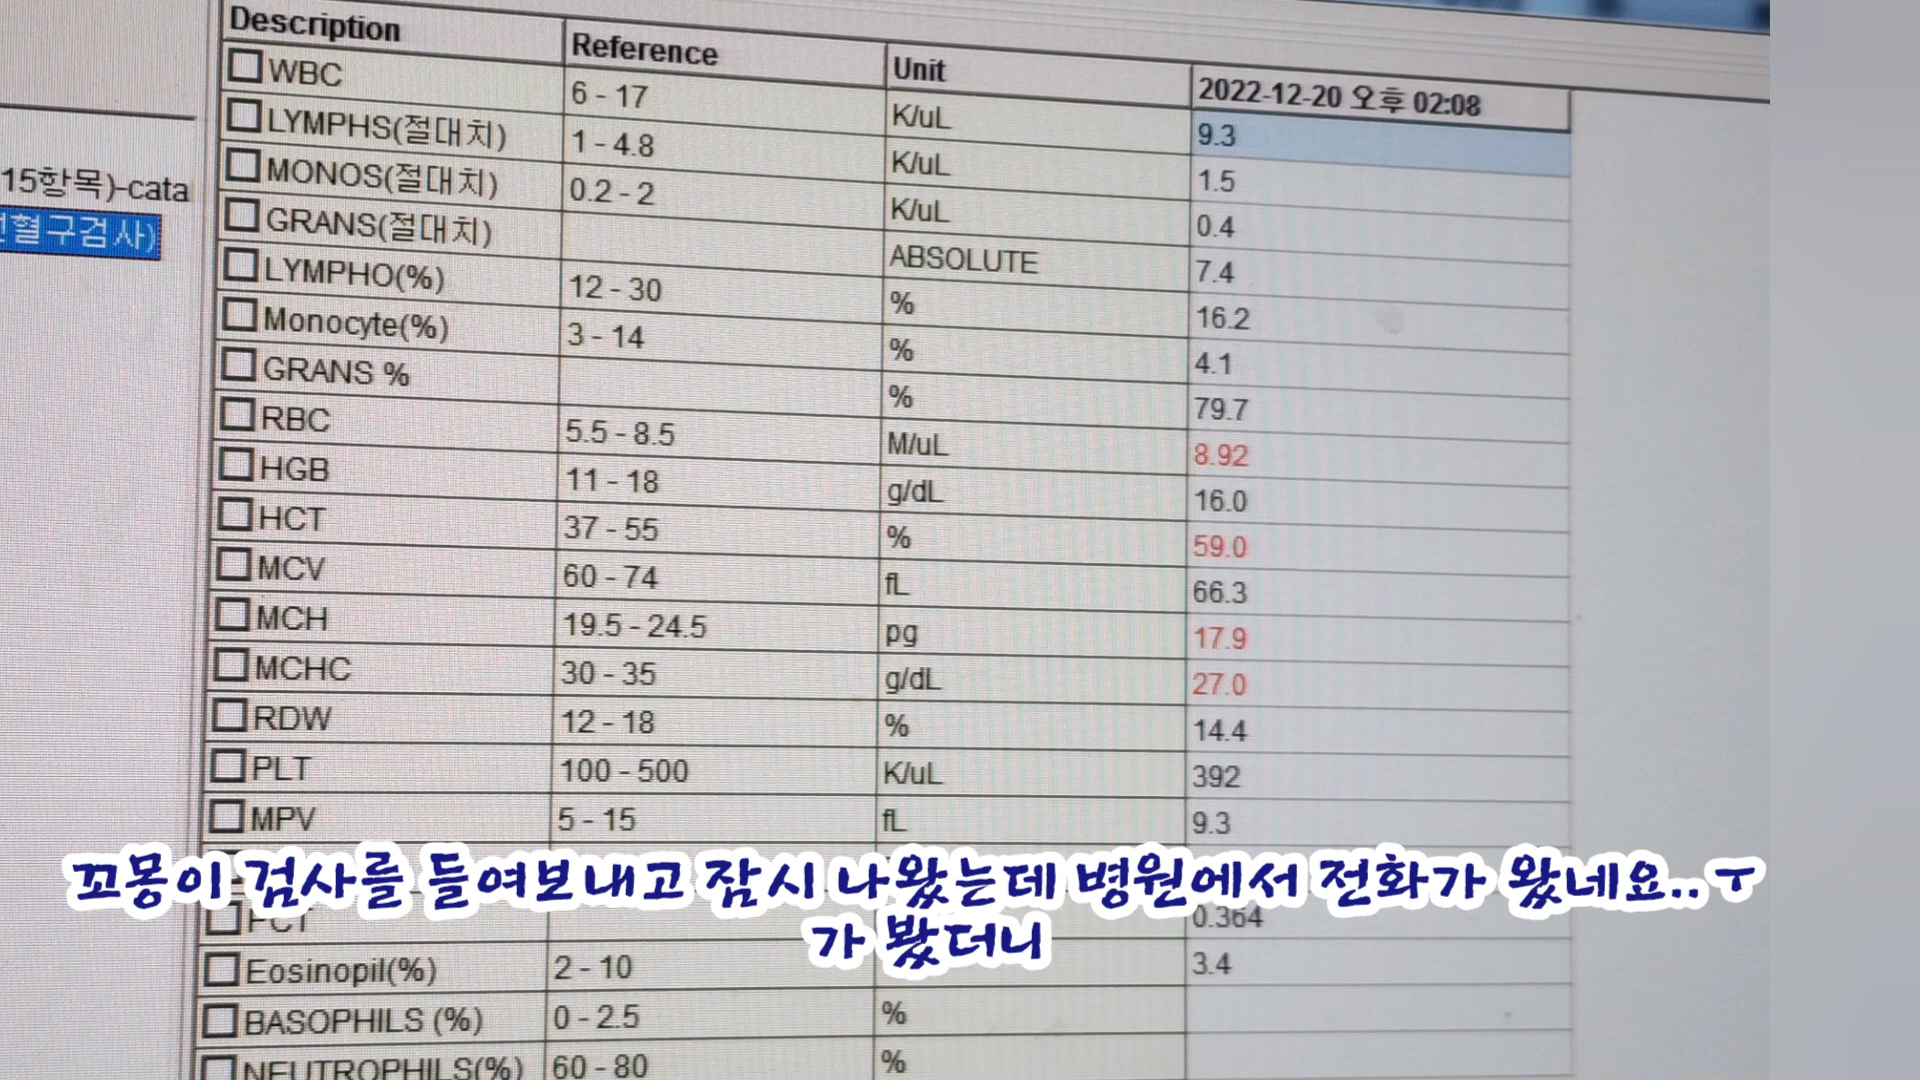 Description Reference Unit 2022-12-20 오후 02:08
WBC 6 - 17 K/uL 9.3
LYMPHS(절대치) 1 - 4.8 K/uL 1.5
MONOS(절대치) 0.2 - 2 K/uL 0.4
GRANS(절대치) ABSOLUTE 7.4
LYMPHO(%) 12 - 30 % 16.2
Monocyte(%) 3 - 14 % 4.1
GRANS % % 79.7
RBC 5.5 - 8.5 M/uL 8.92
HGB 11 - 18 g/dL 16.0
HCT 37 - 55 % 59.0
MCV 60 - 74 fL 66.3
MCH 19.5 - 24.5 pg 17.9
MCHC 30 - 35 g/dL 27.0
RDW 12 - 18 % 14.4
PLT 100 - 500 K/uL 392
MPV 5 - 15 fL 9.3
PCT 0.364
Eosinopil(%) 2 - 10 3.4
BASOPHILS (%) 0 - 2.5 %
NEUTROPHILS(%) 60 - 80 %
15항목)-cata
혈구검사)
꼬몽이 검사를 들여보내고 잠시 나왔는데 병원에서 전화가 왔네요..ㅜ
가 봤더니